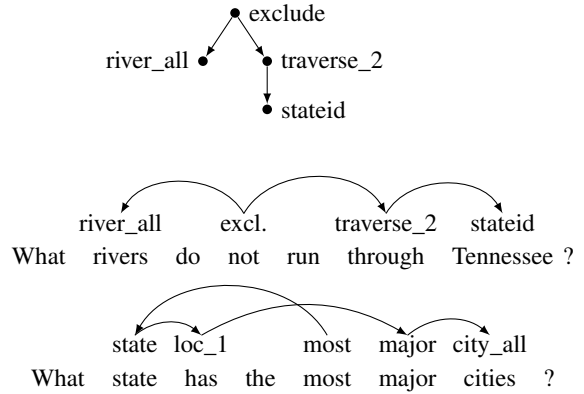 exclude
river_all traverse_2
stateid
river_all excl. traverse_2 stateid
What rivers do not run through Tennessee ?
state loc_1 most major city_all
What state has the most major cities ?